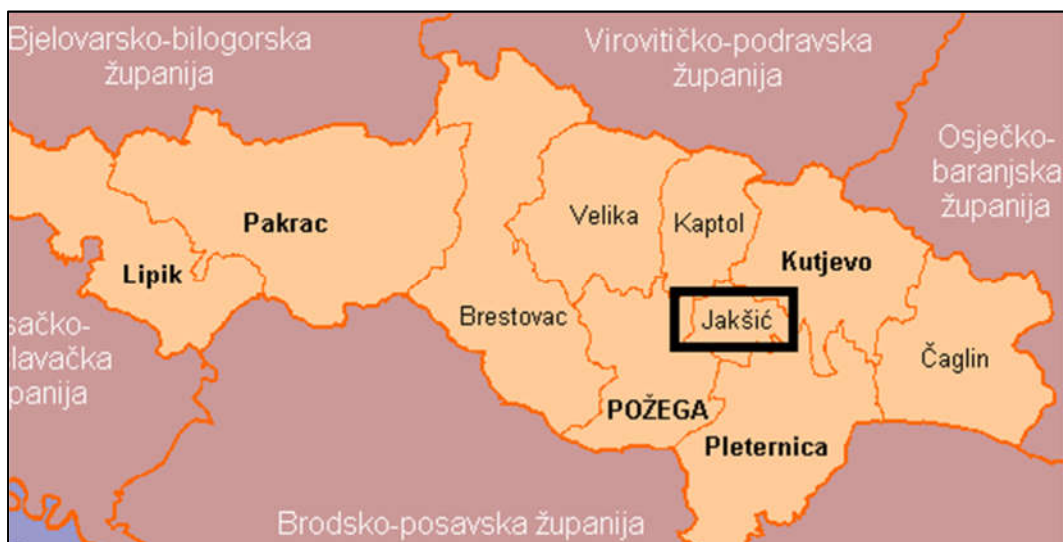 Bjelovarsko-bilogorska
županija
Virovitičko-podravska
županija
Osječko-
baranjska
županija
Velika
Kaptol
Pakrac
Kutjevo
Lipik
Brestovac
Jakšić
sačko-
lavačka
panija
Čaglin
POŽEGA
Pleternica
Brodsko-posavska županija